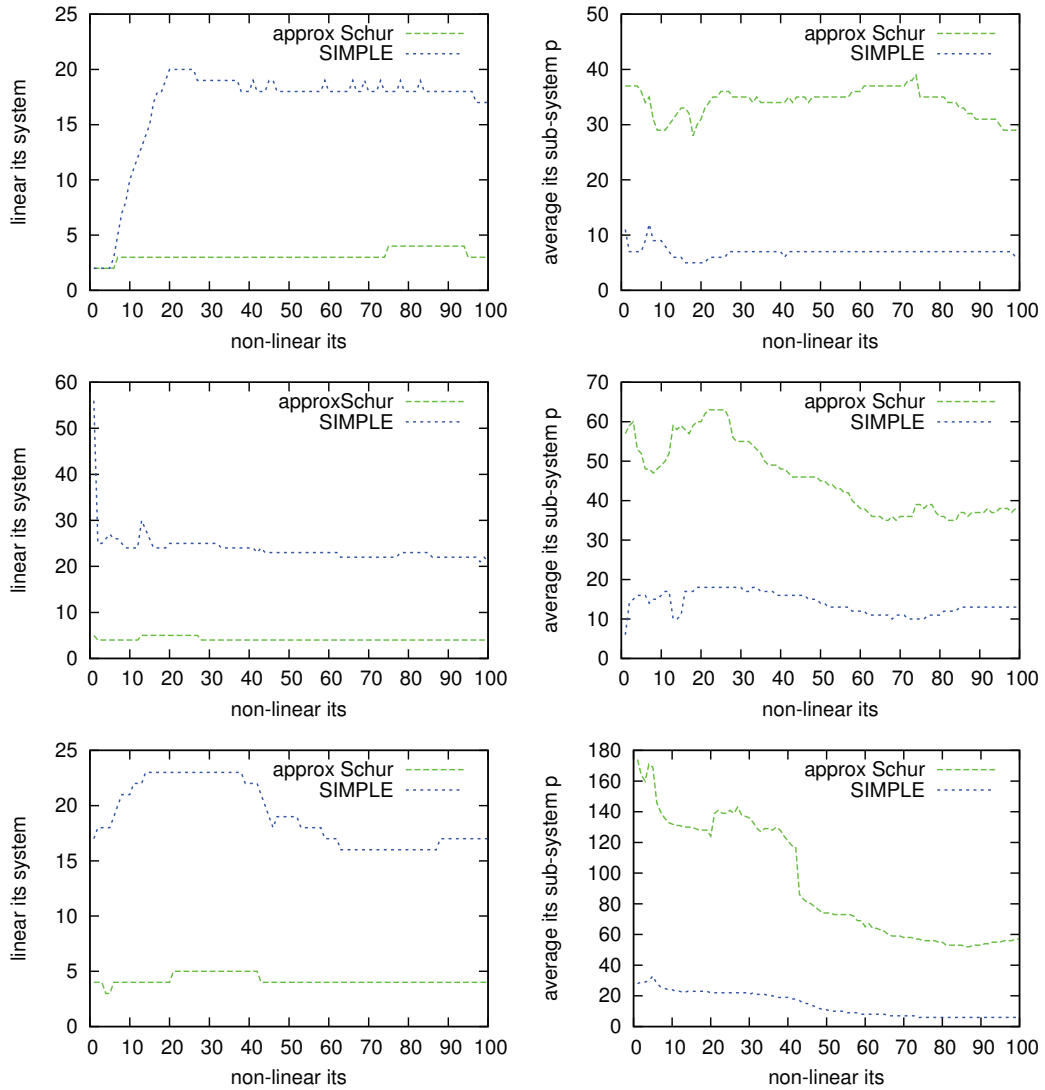 25
20
15
10
5
0
linear its system
approx Schur
SIMPLE
0 10 20 30 40 50 60 70 80 90 100
non-linear its
50
40
30
20
10
0
average its sub-system p
approx Schur
SIMPLE
0 10 20 30 40 50 60 70 80 90 100
non-linear its
60
50
40
30
20
10
0
linear its system
approxSchur
SIMPLE
0 10 20 30 40 50 60 70 80 90 100
non-linear its
70
60
50
40
30
20
10
0
average its sub-system p
approx Schur
SIMPLE
0 10 20 30 40 50 60 70 80 90 100
non-linear its
25
20
15
10
5
0
linear its system
approx Schur
SIMPLE
0 10 20 30 40 50 60 70 80 90 100
non-linear its
180
160
140
120
100
80
60
40
20
0
average its sub-system p
approx Schur
SIMPLE
0 10 20 30 40 50 60 70 80 90 100
non-linear its